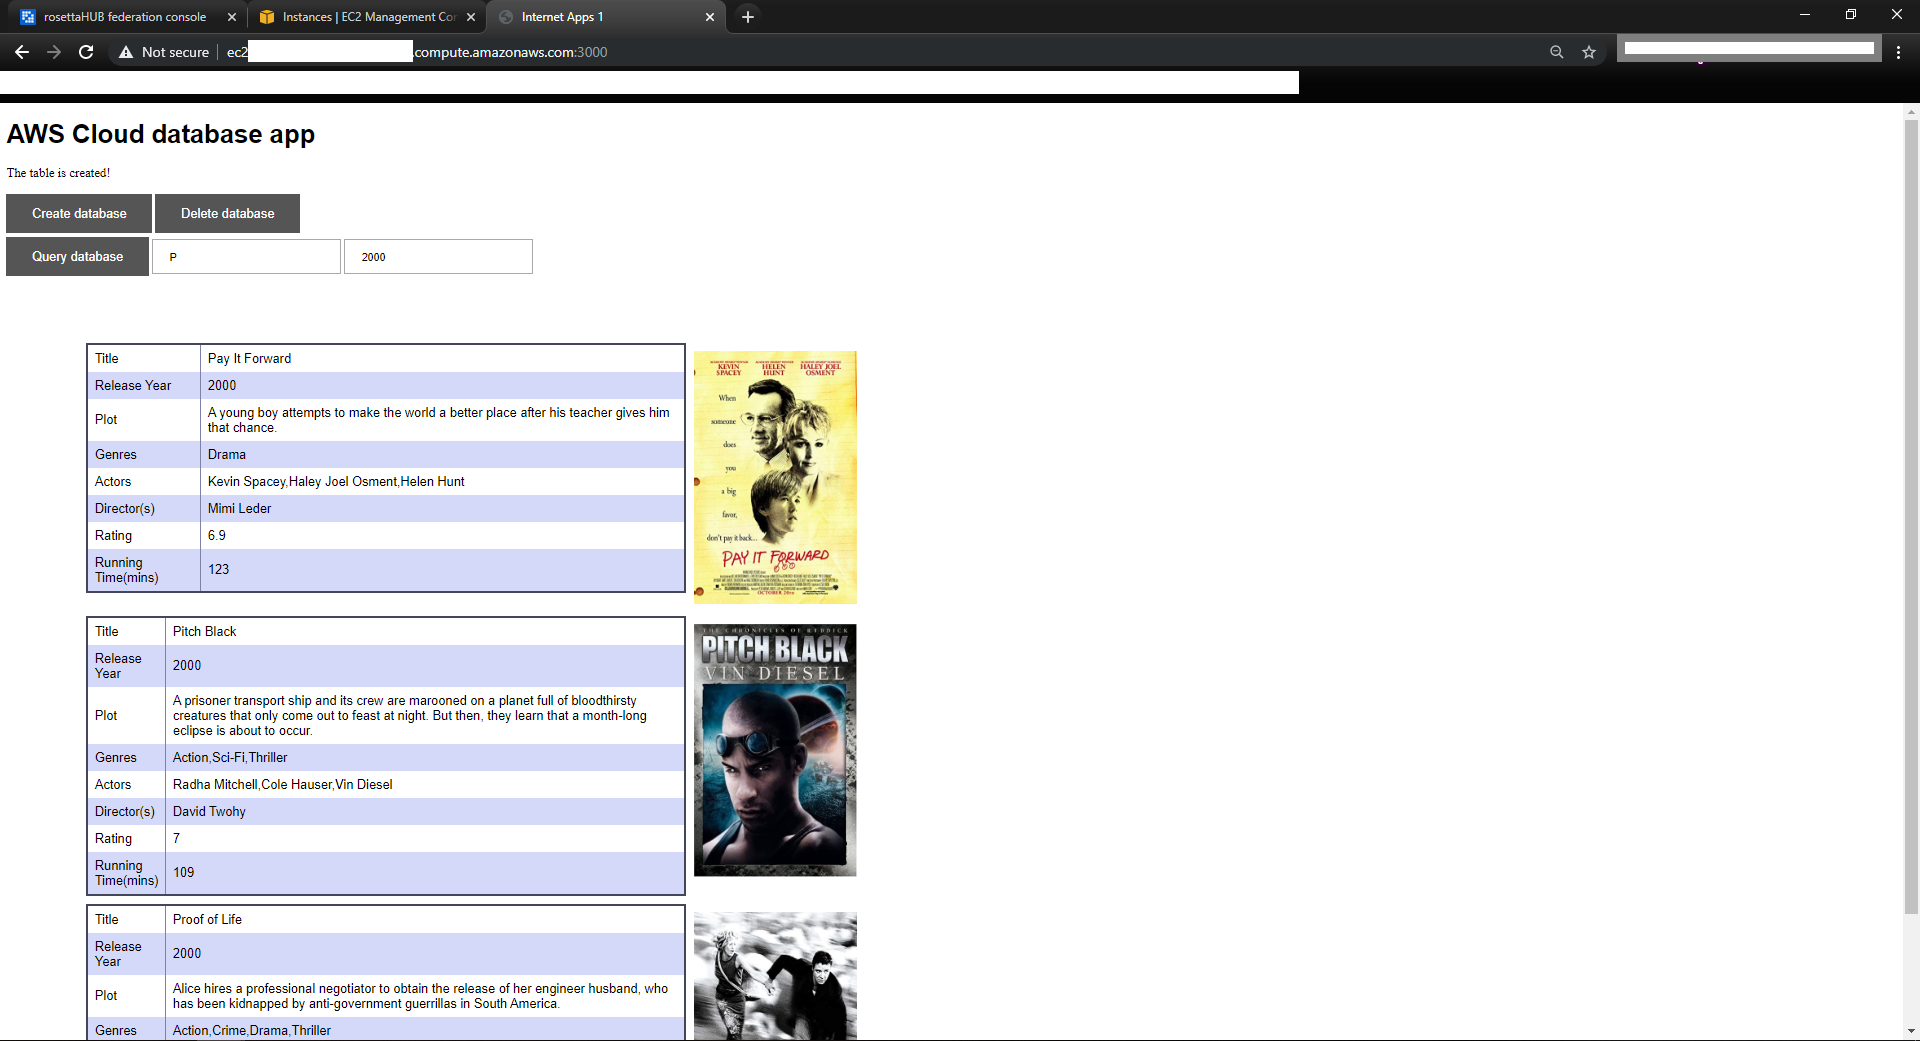 rosettaHUB federation console
Instances | EC2 Management Con
Internet Apps 1
Not secure
ec2
.compute.amazonaws.com:3000
AWS Cloud database app
The table is created!
Create database
Delete database
Query database
P
2000
Title
Pay It Forward
Release Year
2000
Plot
A young boy attempts to make the world a better place after his teacher gives him
that chance.
Genres
Drama
Actors
Kevin Spacey,Haley Joel Osment,Helen Hunt
Director(s)
Mimi Leder
Rating
6.9
Running
Time(mins)
123
KEVIN
SPACEY
HELEN
HUNT
HALEY JOEL
OSMENT
When
someone
does
you
a big
favor,
don't pay it back...
PAY IT FORWARD
OCTOBER 20th
Title
Pitch Black
Release
Year
2000
Plot
A prisoner transport ship and its crew are marooned on a planet full of bloodthirsty
creatures that only come out to feast at night. But then, they learn that a month-long
eclipse is about to occur.
Genres
Action,Sci-Fi,Thriller
Actors
Radha Mitchell,Cole Hauser,Vin Diesel
Director(s)
David Twohy
Rating
7
Running
Time(mins)
109
THE CHRONICLES OF RIDDICK
PITCH BLACK
VIN DIESEL
Title
Proof of Life
Release
Year
2000
Plot
Alice hires a professional negotiator to obtain the release of her engineer husband, who
has been kidnapped by anti-government guerrillas in South America.
Genres
Action,Crime,Drama,Thriller